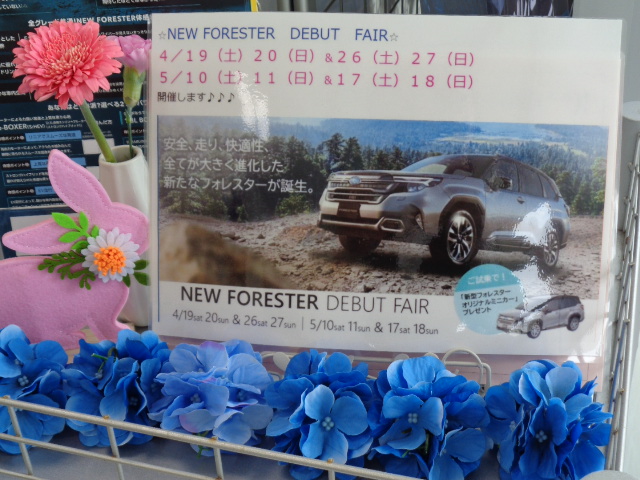 ☆NEW FORESTER DEBUT FAIR☆
4/19（土）20（日）&26（土）27（日）
5/10（土）11（日）&17（土）18（日）
開催します♪♪♪
安全、走り、快適性、
全てが大きく進化した
新たなフォレスターが誕生。
ご試乗で！
「新型フォレスター
オリジナルミニカー」
プレゼント
NEW FORESTER DEBUT FAIR
4/19sat 20sun & 26sat 27sun | 5/10sat 11sun & 17sat 18sun